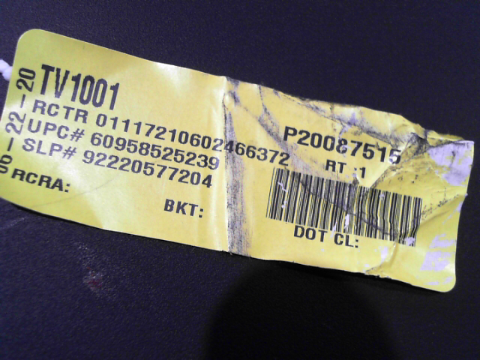 TV1001
RCTR 01117210602466372
UPC# 60958525239
SLP# 92220577204
RCRA:
BKT:
P20087515
RT :1
DOT CL: